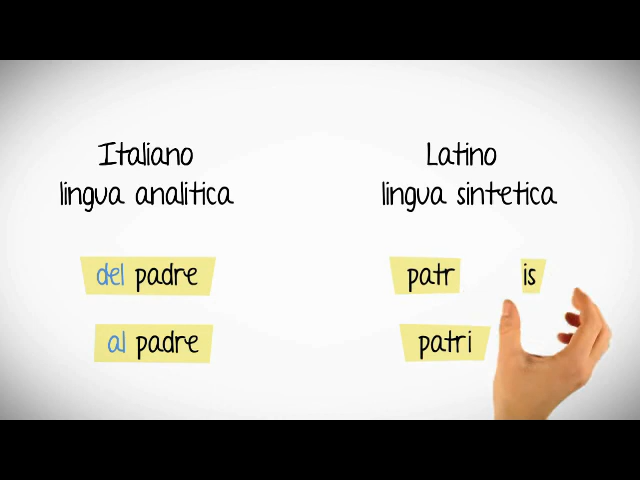 Italiano
lingua analitica
del padre
al padre
Latino
lingua sintetica
patr is
patri